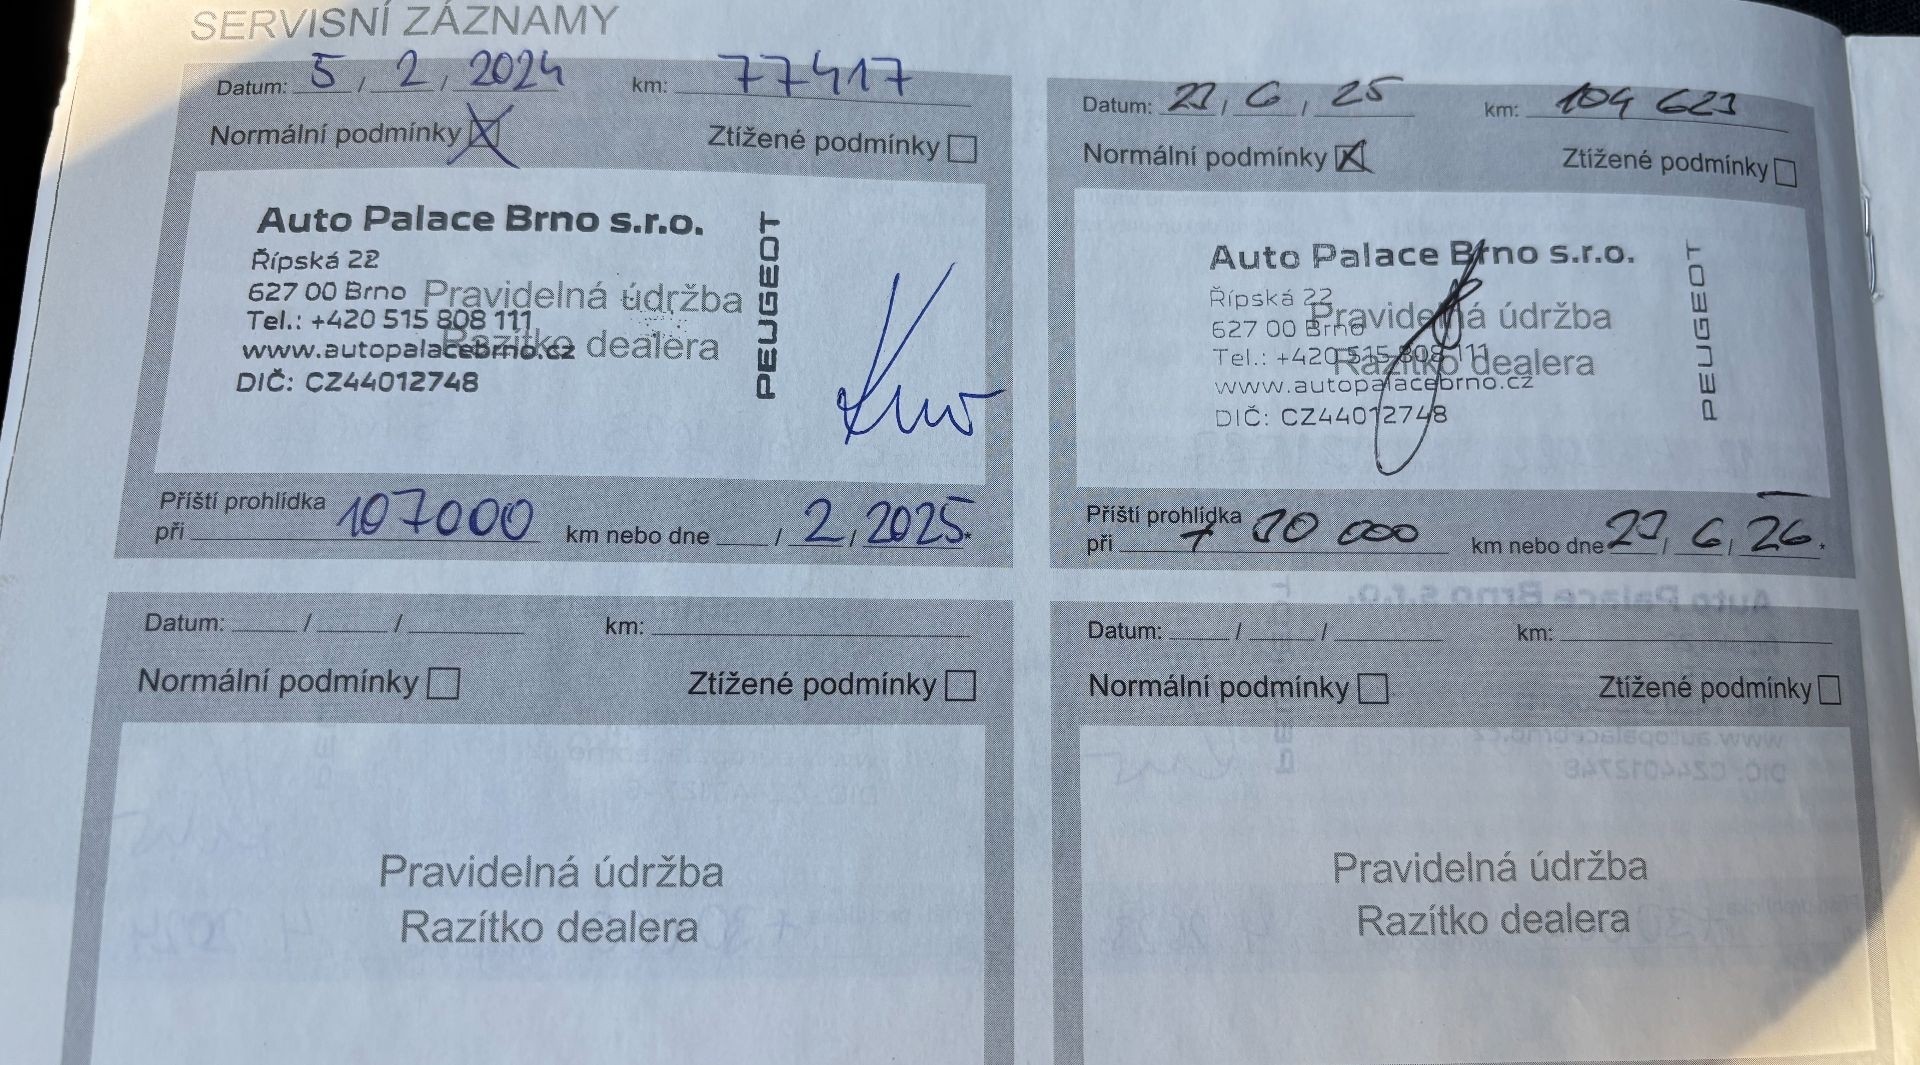 SERVISNÍ ZÁZNAMY
Datum: 5 / 2 / 2024 km: 77417
Normální podmínky Ztížené podmínky
Auto Palace Brno s.r.o.
Řípská 22
627 00 Brno
Tel.: +420 515 808 111
www.autopalacebrno.cz
DIČ: CZ44012748
PEUGEOT
Pravidelná údržba
Razítko dealera
Příští prohlídka
při 107000 km nebo dne / 2 / 2025 *
Datum: 23 / 6 / 25 km: 104 623
Normální podmínky Ztížené podmínky
Auto Palace Brno s.r.o.
Řípská 22
627 00 Brno
Tel.: +420 515 808 111
www.autopalacebrno.cz
DIČ: CZ44012748
PEUGEOT
Pravidelná údržba
Razítko dealera
Příští prohlídka
při + 000 km nebo dne 23 / 6 / 26 *
Datum: / / km:
Normální podmínky Ztížené podmínky
Pravidelná údržba
Razítko dealera
Datum: / / km:
Normální podmínky Ztížené podmínky
Pravidelná údržba
Razítko dealera